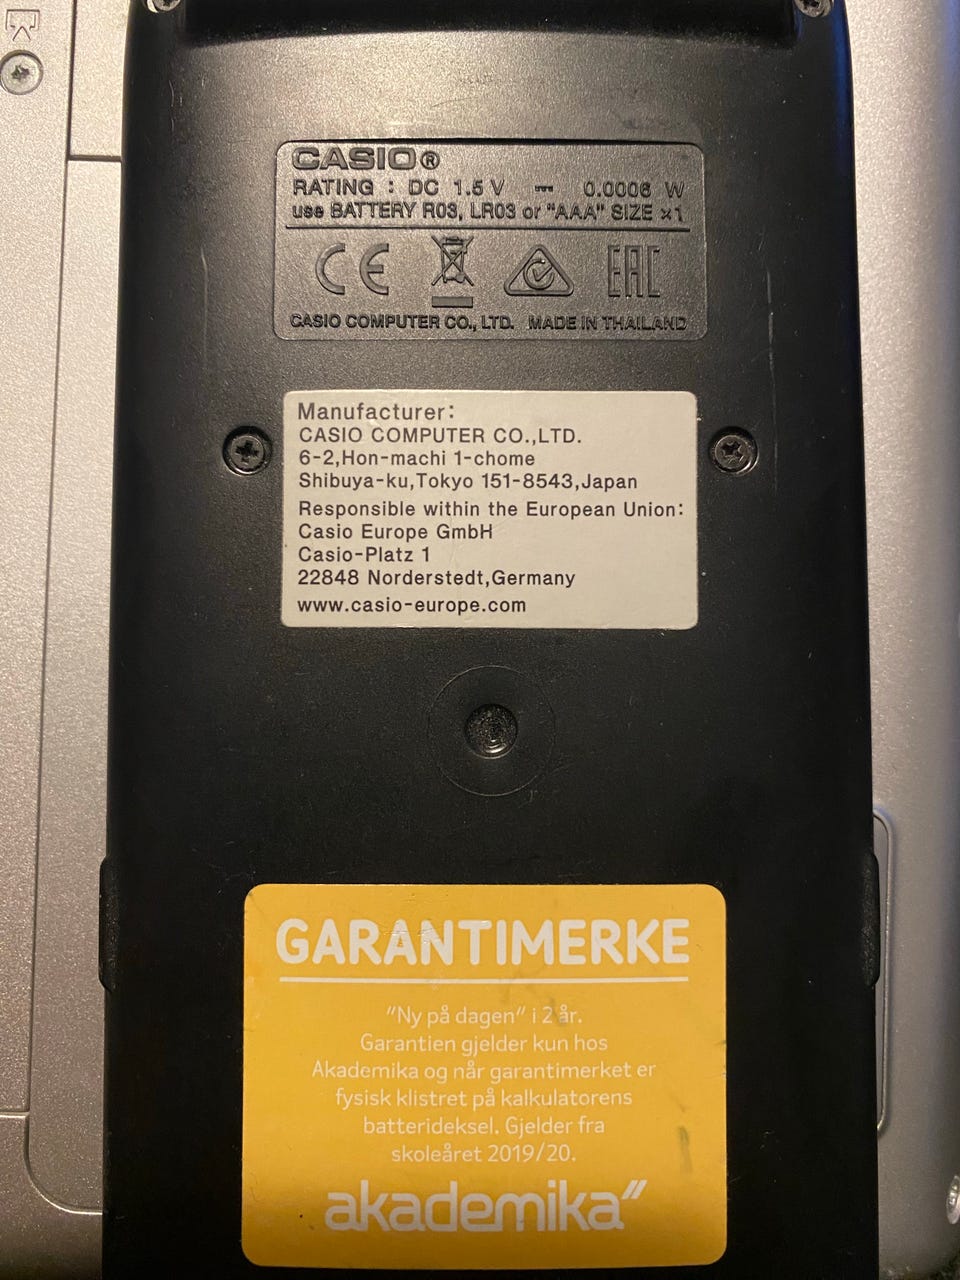 CASIO®
RATING : DC 1.5 V ⎓ 0.0006 W
use BATTERY R03, LR03 or "AAA" SIZE ×1
CE EAC
CASIO COMPUTER CO., LTD. MADE IN THAILAND
Manufacturer:
CASIO COMPUTER CO.,LTD.
6-2,Hon-machi 1-chome
Shibuya-ku,Tokyo 151-8543,Japan
Responsible within the European Union:
Casio Europe GmbH
Casio-Platz 1
22848 Norderstedt,Germany
www.casio-europe.com
GARANTIMERKE
"Ny på dagen" i 2 år.
Garantien gjelder kun hos
Akademika og når garantimerket er
fysisk klistret på kalkulatorens
batterideksel. Gjelder fra
skoleåret 2019/20.
akademika"